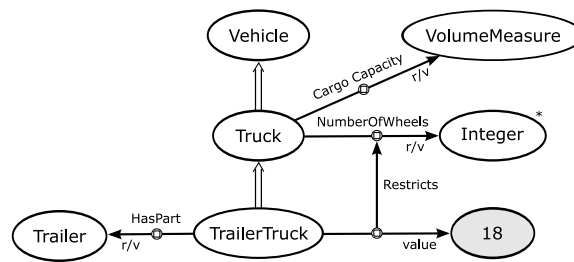 Vehicle
VolumeMeasure
Cargo Capacity
r/v
NumberOfWheels
Truck
Integer
*
r/v
Restricts
HasPart
Trailer
TrailerTruck
18
r/v
value